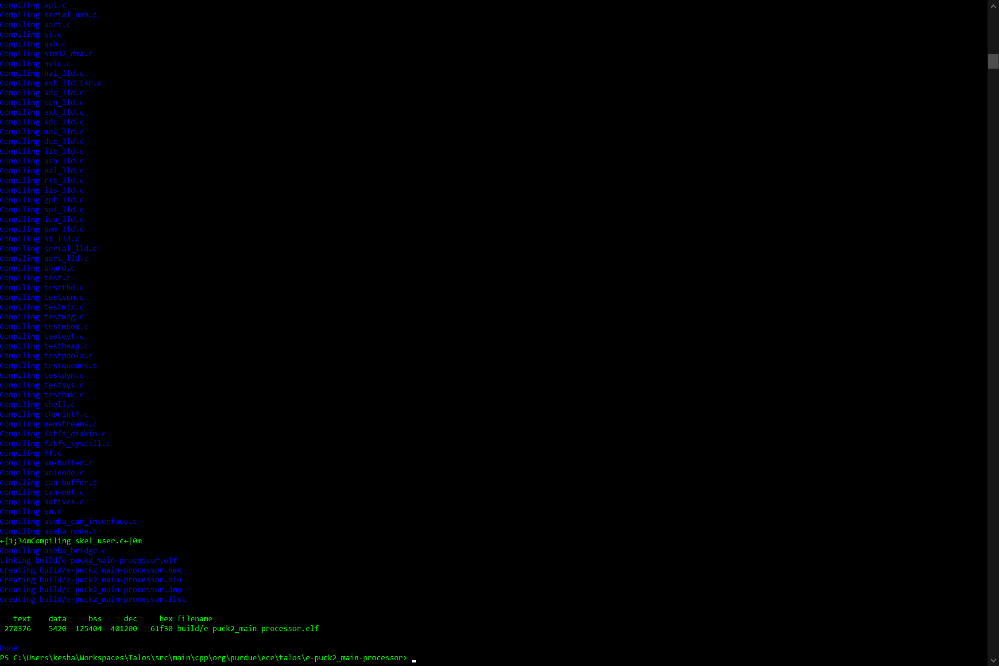 Compiling spi.c
Compiling serial_usb.c
Compiling uart.c
Compiling st.c
Compiling usb.c
Compiling stm32_dma.c
Compiling nvic.c
Compiling hal_lld.c
Compiling ext_lld_isr.c
Compiling adc_lld.c
Compiling can_lld.c
Compiling ext_lld.c
Compiling sdc_lld.c
Compiling mac_lld.c
Compiling dac_lld.c
Compiling i2c_lld.c
Compiling usb_lld.c
Compiling pal_lld.c
Compiling rtc_lld.c
Compiling i2s_lld.c
Compiling gpt_lld.c
Compiling spi_lld.c
Compiling icu_lld.c
Compiling pwm_lld.c
Compiling st_lld.c
Compiling serial_lld.c
Compiling uart_lld.c
Compiling board.c
Compiling test.c
Compiling testthd.c
Compiling testsem.c
Compiling testmtx.c
Compiling testmsg.c
Compiling testmbox.c
Compiling testevt.c
Compiling testheap.c
Compiling testpools.c
Compiling testqueues.c
Compiling testdyn.c
Compiling testsys.c
Compiling testbmk.c
Compiling shell.c
Compiling chprintf.c
Compiling memstreams.c
Compiling fatfs_diskio.c
Compiling fatfs_syscall.c
Compiling ff.c
Compiling vm-buffer.c
Compiling unicode.c
Compiling can-buffer.c
Compiling can-net.c
Compiling natives.c
Compiling vm.c
Compiling aseba_can_interface.c
Compiling aseba_node.c
←[1;34mCompiling skel_user.c←[0m
Compiling aseba_bridge.c
Linking build/e-puck2_main-processor.elf
Creating build/e-puck2_main-processor.hex
Creating build/e-puck2_main-processor.bin
Creating build/e-puck2_main-processor.dmp
Creating build/e-puck2_main-processor.list
   text    data     bss     dec     hex filename
 270376    5420  125404  401200   61f30 build/e-puck2_main-processor.elf
Done
PS C:\Users\kesha\Workspaces\Talos\src\main\cpp\org\purdue\ece\talos\e-puck2_main-processor>